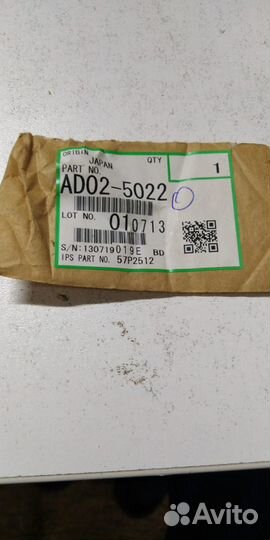 ORIGIN QTY
JAPAN 1
PART NO.
AD02-5022
LOT NO. 010713
S/N:130719019E BD
IPS PART NO. 57P2512
Avito